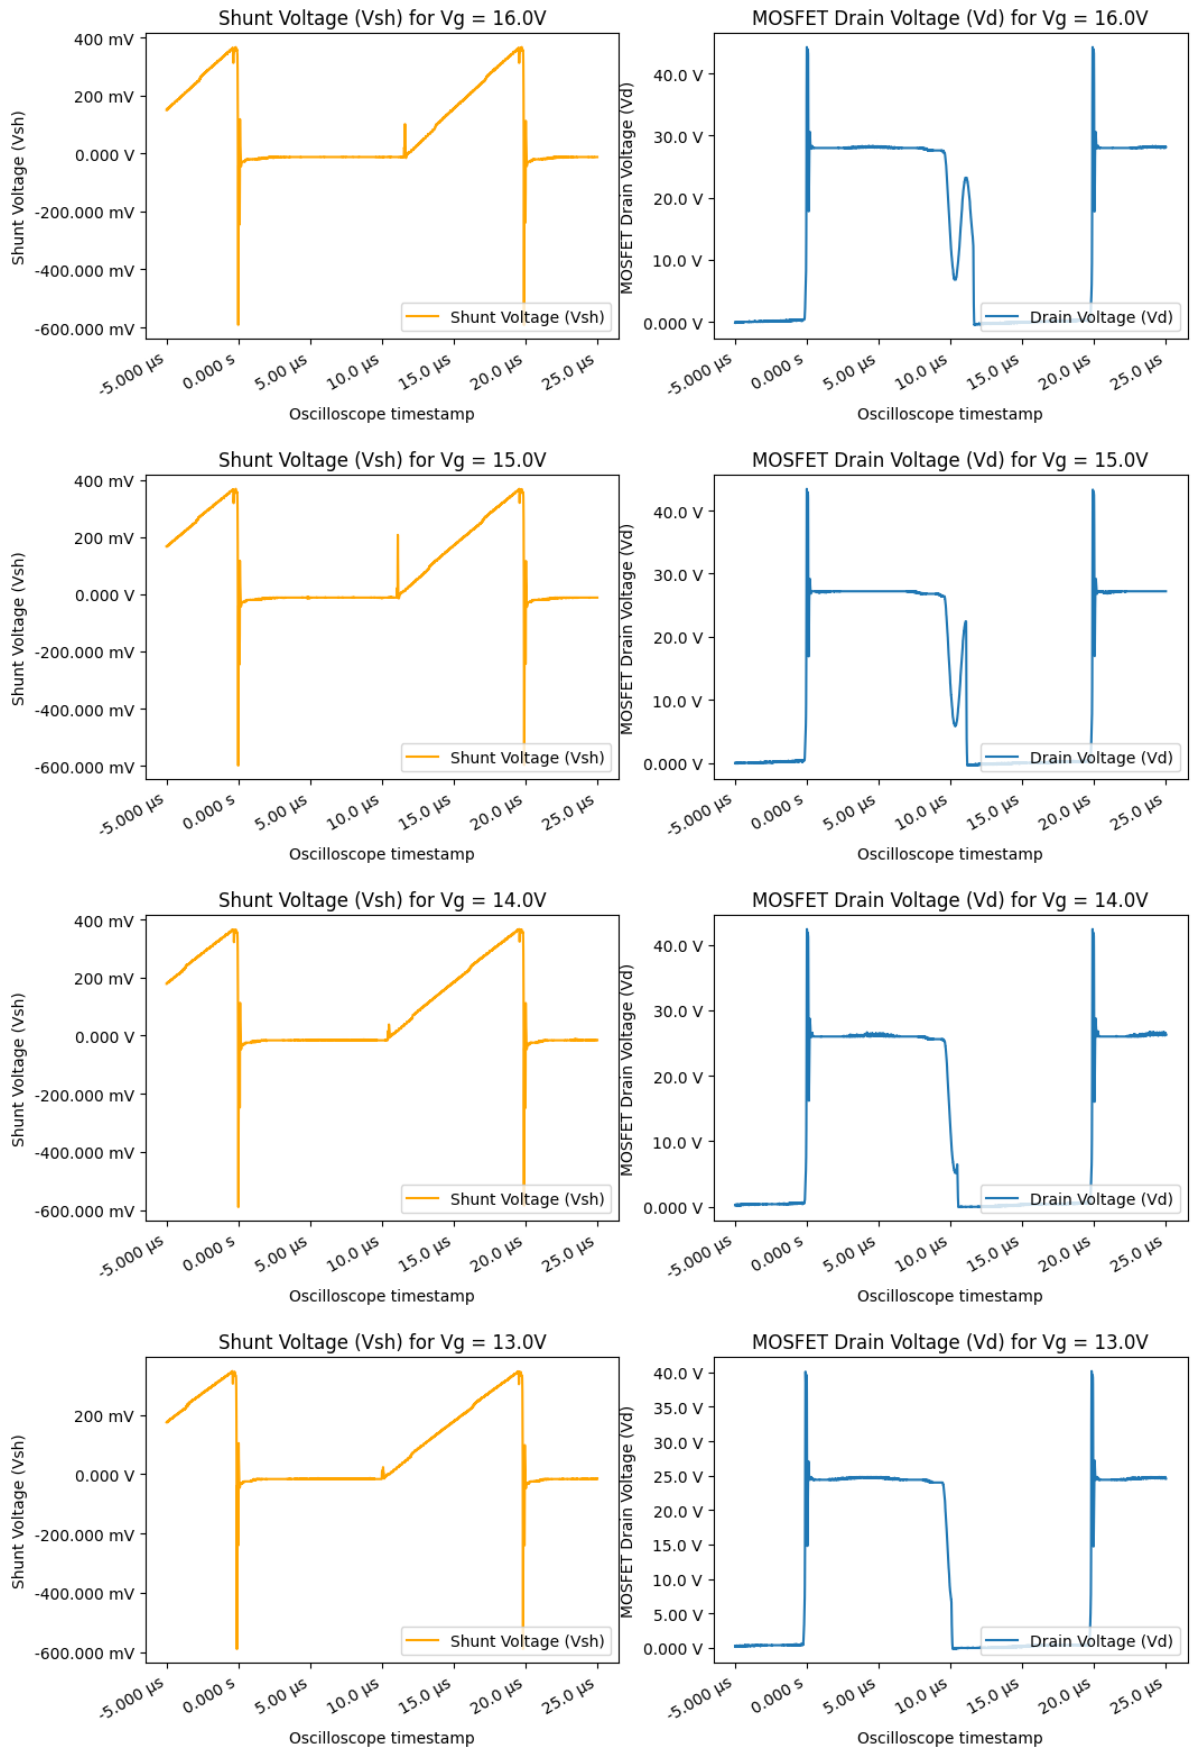 Shunt Voltage (Vsh) for Vg = 16.0V
400 mV
200 mV
0.000 V
-200.000 mV
-400.000 mV
-600.000 mV
Shunt Voltage (Vsh)
Shunt Voltage (Vsh)
-5.000 µs
0.000 s
5.00 µs
10.0 µs
15.0 µs
20.0 µs
25.0 µs
Oscilloscope timestamp
MOSFET Drain Voltage (Vd) for Vg = 16.0V
40.0 V
30.0 V
20.0 V
10.0 V
0.000 V
MOSFET Drain Voltage (Vd)
Drain Voltage (Vd)
-5.000 µs
0.000 s
5.00 µs
10.0 µs
15.0 µs
20.0 µs
25.0 µs
Oscilloscope timestamp
Shunt Voltage (Vsh) for Vg = 15.0V
400 mV
200 mV
0.000 V
-200.000 mV
-400.000 mV
-600.000 mV
Shunt Voltage (Vsh)
Shunt Voltage (Vsh)
-5.000 µs
0.000 s
5.00 µs
10.0 µs
15.0 µs
20.0 µs
25.0 µs
Oscilloscope timestamp
MOSFET Drain Voltage (Vd) for Vg = 15.0V
40.0 V
30.0 V
20.0 V
10.0 V
0.000 V
MOSFET Drain Voltage (Vd)
Drain Voltage (Vd)
-5.000 µs
0.000 s
5.00 µs
10.0 µs
15.0 µs
20.0 µs
25.0 µs
Oscilloscope timestamp
Shunt Voltage (Vsh) for Vg = 14.0V
400 mV
200 mV
0.000 V
-200.000 mV
-400.000 mV
-600.000 mV
Shunt Voltage (Vsh)
Shunt Voltage (Vsh)
-5.000 µs
0.000 s
5.00 µs
10.0 µs
15.0 µs
20.0 µs
25.0 µs
Oscilloscope timestamp
MOSFET Drain Voltage (Vd) for Vg = 14.0V
40.0 V
30.0 V
20.0 V
10.0 V
0.000 V
MOSFET Drain Voltage (Vd)
Drain Voltage (Vd)
-5.000 µs
0.000 s
5.00 µs
10.0 µs
15.0 µs
20.0 µs
25.0 µs
Oscilloscope timestamp
Shunt Voltage (Vsh) for Vg = 13.0V
200 mV
0.000 V
-200.000 mV
-400.000 mV
-600.000 mV
Shunt Voltage (Vsh)
Shunt Voltage (Vsh)
-5.000 µs
0.000 s
5.00 µs
10.0 µs
15.0 µs
20.0 µs
25.0 µs
Oscilloscope timestamp
MOSFET Drain Voltage (Vd) for Vg = 13.0V
40.0 V
35.0 V
30.0 V
25.0 V
20.0 V
15.0 V
10.0 V
5.00 V
0.000 V
MOSFET Drain Voltage (Vd)
Drain Voltage (Vd)
-5.000 µs
0.000 s
5.00 µs
10.0 µs
15.0 µs
20.0 µs
25.0 µs
Oscilloscope timestamp